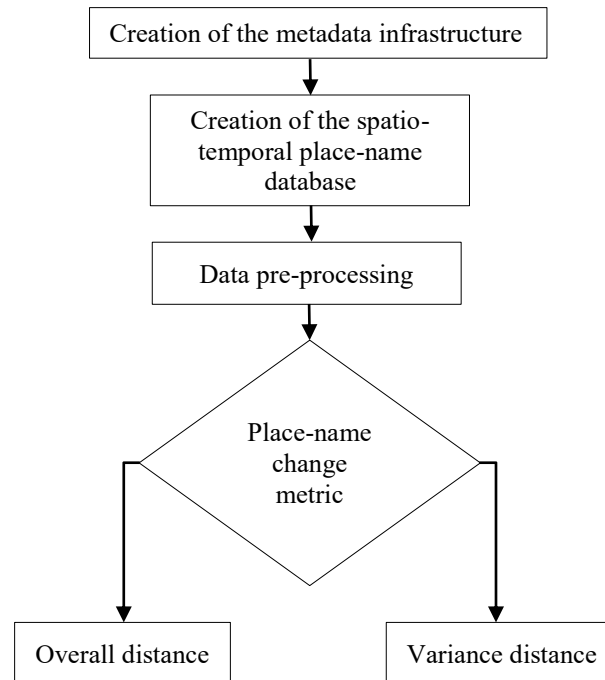 Creation of the metadata infrastructure
Creation of the spatio-
temporal place-name
database
Data pre-processing
Place-name
change
metric
Overall distance
Variance distance